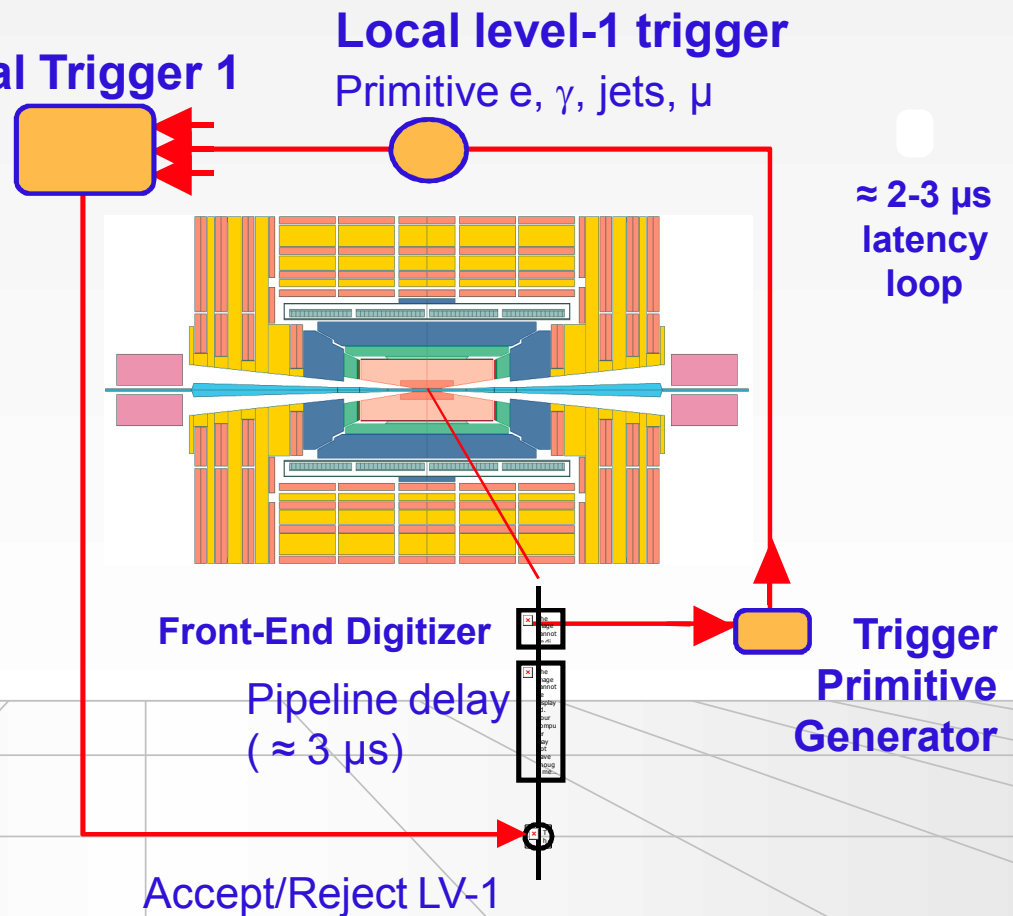 Local level-1 trigger
al Trigger 1
Primitive e, γ, jets, μ
≈ 2-3 μs
latency
loop
Front-End Digitizer
Trigger
Primitive
Generator
Pipeline delay
( ≈ 3 μs)
Accept/Reject LV-1